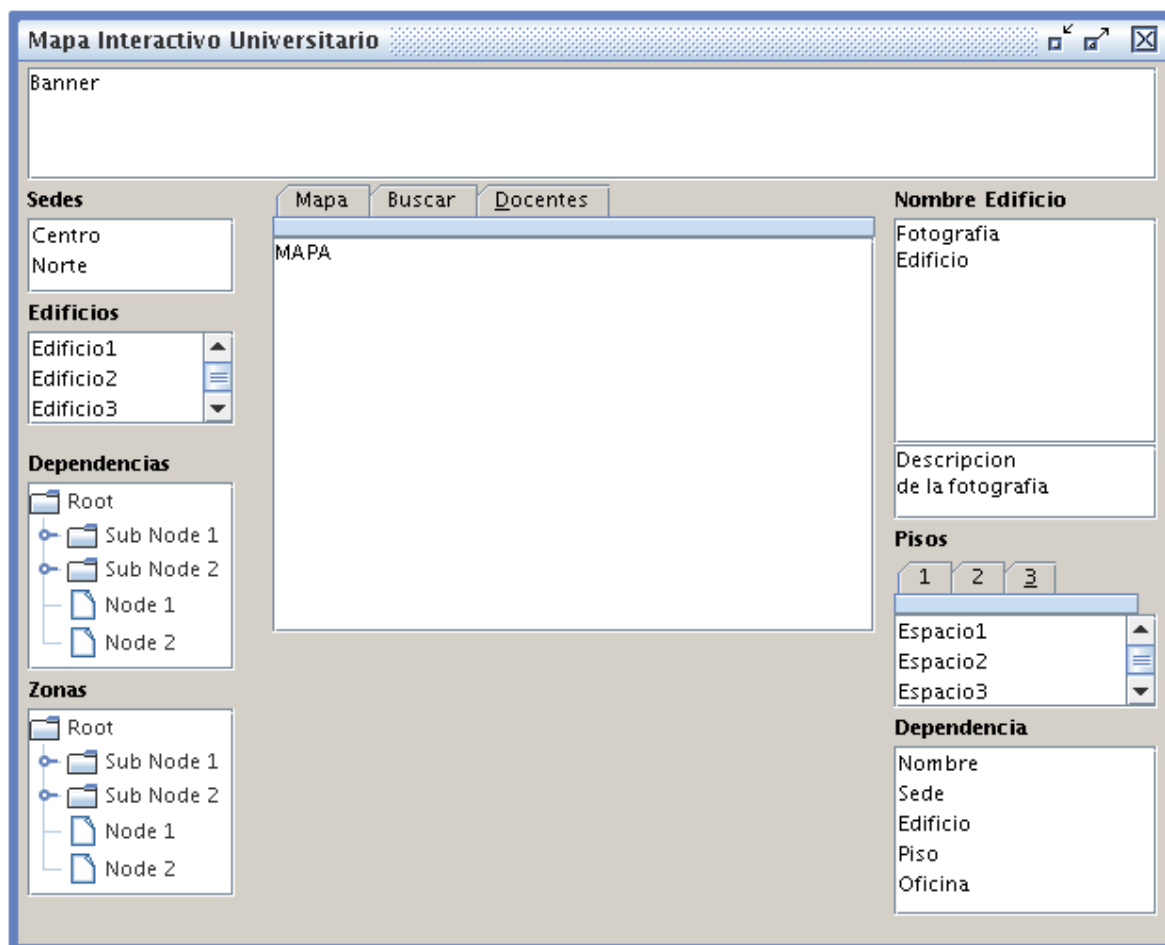 Mapa Interactivo Universitario
Banner
Sedes
Centro
Norte
Edificios
Edificio1
Edificio2
Edificio3
Dependencias
Root
Sub Node 1
Sub Node 2
Node 1
Node 2
Zonas
Root
Sub Node 1
Sub Node 2
Node 1
Node 2
Mapa Buscar Docentes
MAPA
Nombre Edificio
Fotografia
Edificio
Descripcion
de la fotografia
Pisos
1 2 3
Espacio1
Espacio2
Espacio3
Dependencia
Nombre
Sede
Edificio
Piso
Oficina